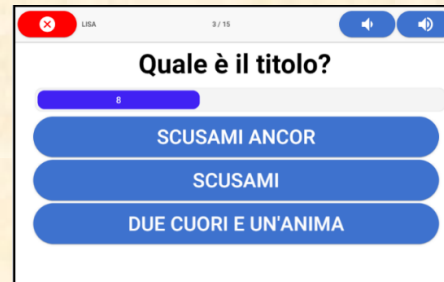 LISA
3 / 15
Quale è il titolo?
8
SCUSAMI ANCOR
SCUSAMI
DUE CUORI E UN'ANIMA